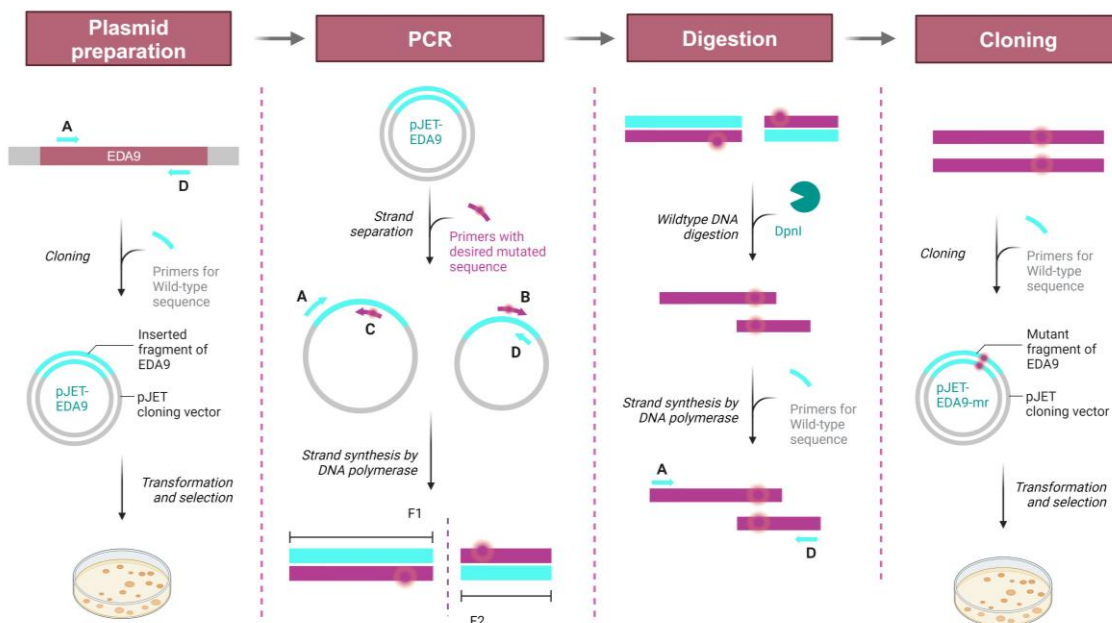 Plasmid
preparation
PCR
Digestion
Cloning
A
EDA9
D
Cloning
Primers for
Wild-type
sequence
Inserted
fragment of
EDA9
pJET-
EDA9
pJET
cloning vector
Transformation
and selection
pJET-
EDA9
Strand
separation
Primers with
desired mutated
sequence
A
C
B
D
Strand synthesis by
DNA polymerase
F1
F2
Wildtype DNA
digestion
DpnI
Strand synthesis by
DNA polymerase
Primers for
Wild-type
sequence
A
D
Cloning
Primers for
Wild-type
sequence
Mutant
fragment of
EDA9
pJET-
EDA9-mr
pJET
cloning vector
Transformation
and selection